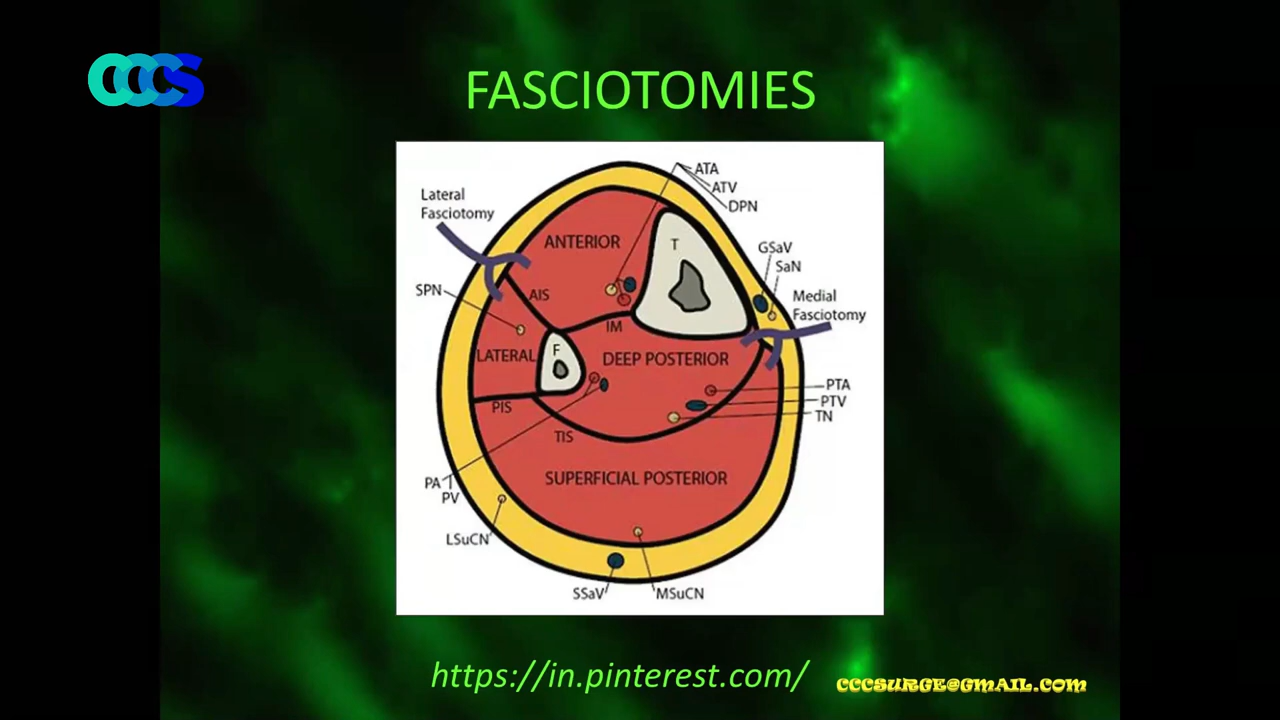 CCCS
FASCIOTOMIES
ATA
ATV
DPN
Lateral
Fasciotomy
ANTERIOR
T
GSaV
SaN
SPN
AIS
Medial
Fasciotomy
IM
LATERAL
F
DEEP POSTERIOR
PTA
PTV
TN
PIS
TIS
SUPERFICIAL POSTERIOR
PA
PV
LSuCN
SSaV
MSuCN
https://in.pinterest.com/
CCCSURGE@GMAIL.COM